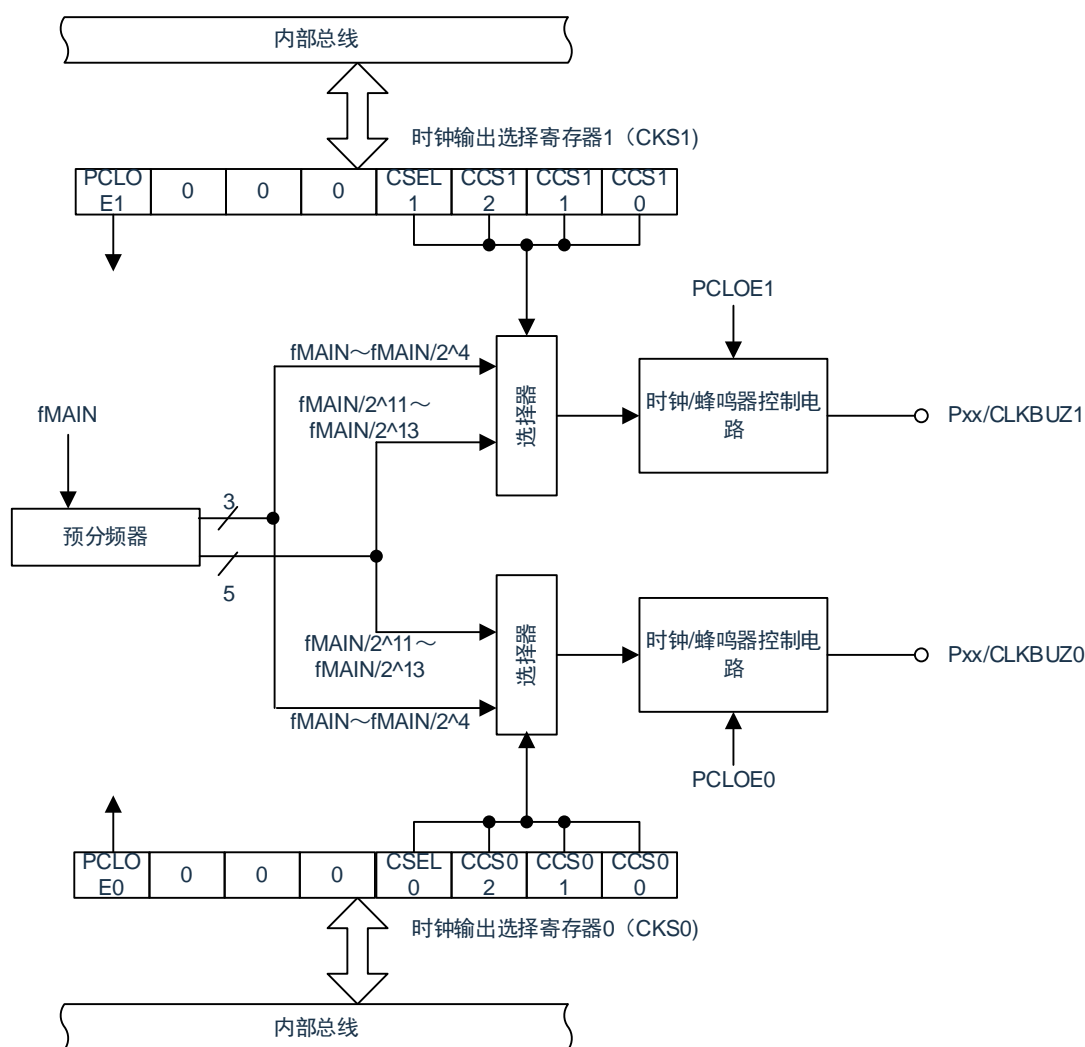 内部总线
时钟输出选择寄存器1（CKS1)
PCLO
E1
0
0
0
CSEL
1
CCS1
2
CCS1
1
CCS1
0
PCLOE1
fMAIN～fMAIN/2^4
fMAIN/2^11～
fMAIN/2^13
选择器
时钟/蜂鸣器控制电
路
Pxx/CLKBUZ1
fMAIN
预分频器
3
5
fMAIN/2^11～
fMAIN/2^13
fMAIN～fMAIN/2^4
选择器
时钟/蜂鸣器控制电
路
Pxx/CLKBUZ0
PCLOE0
PCLO
E0
0
0
0
CSEL
0
CCS0
2
CCS0
1
CCS0
0
时钟输出选择寄存器0（CKS0)
内部总线